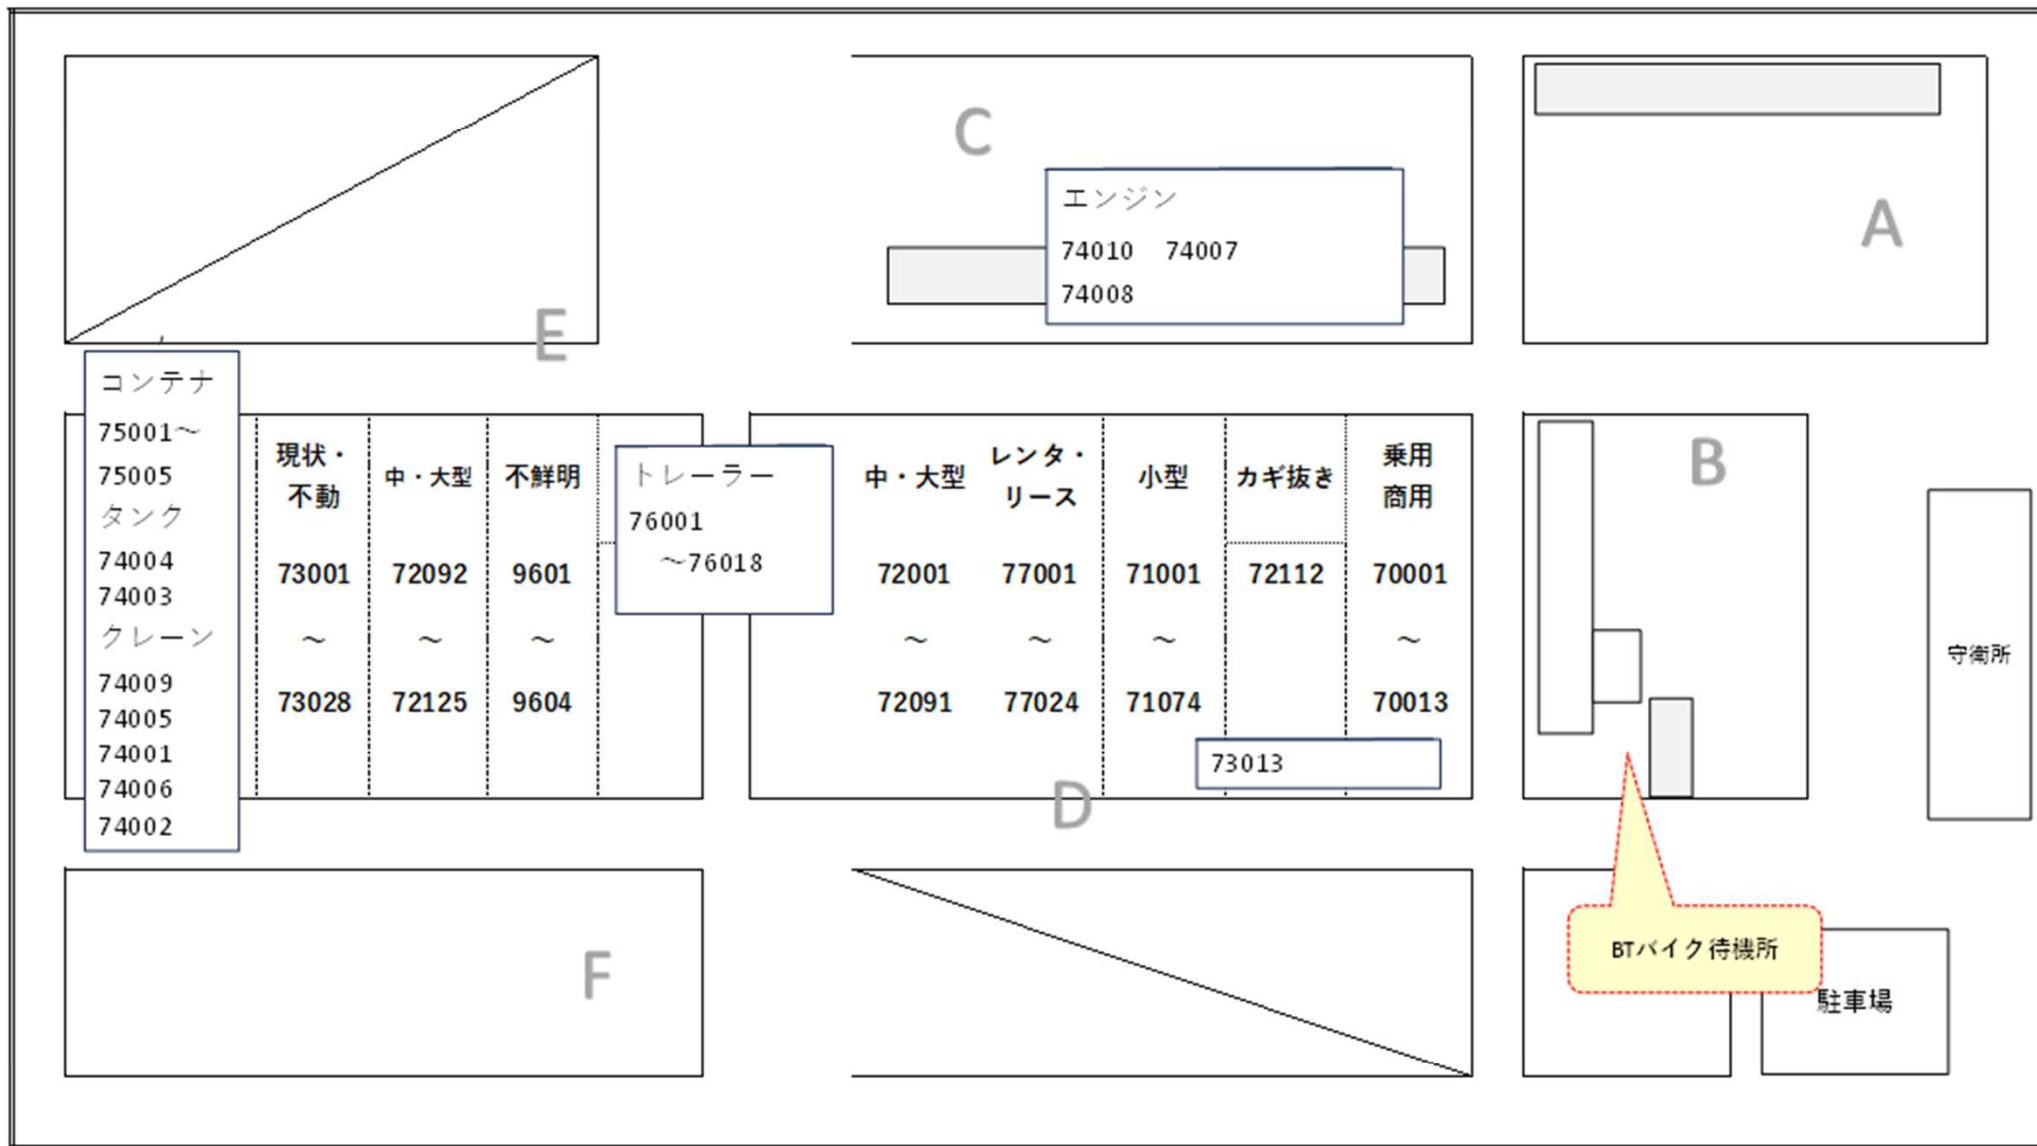 C
A
エンジン
74010 74007
74008
E
コンテナ
75001～
75005
タンク
74004
74003
クレーン
74009
74005
74001
74006
74002
現状・
不動
73001
～
73028
中・大型
72092
～
72125
不鮮明
9601
～
9604
トレーラー
76001
～76018
中・大型
72001
～
72091
レンタ・
リース
77001
～
77024
小型
71001
～
71074
カギ抜き
72112
乗用
商用
70001
～
70013
73013
D
B
守衛所
BTバイク待機所
駐車場
F